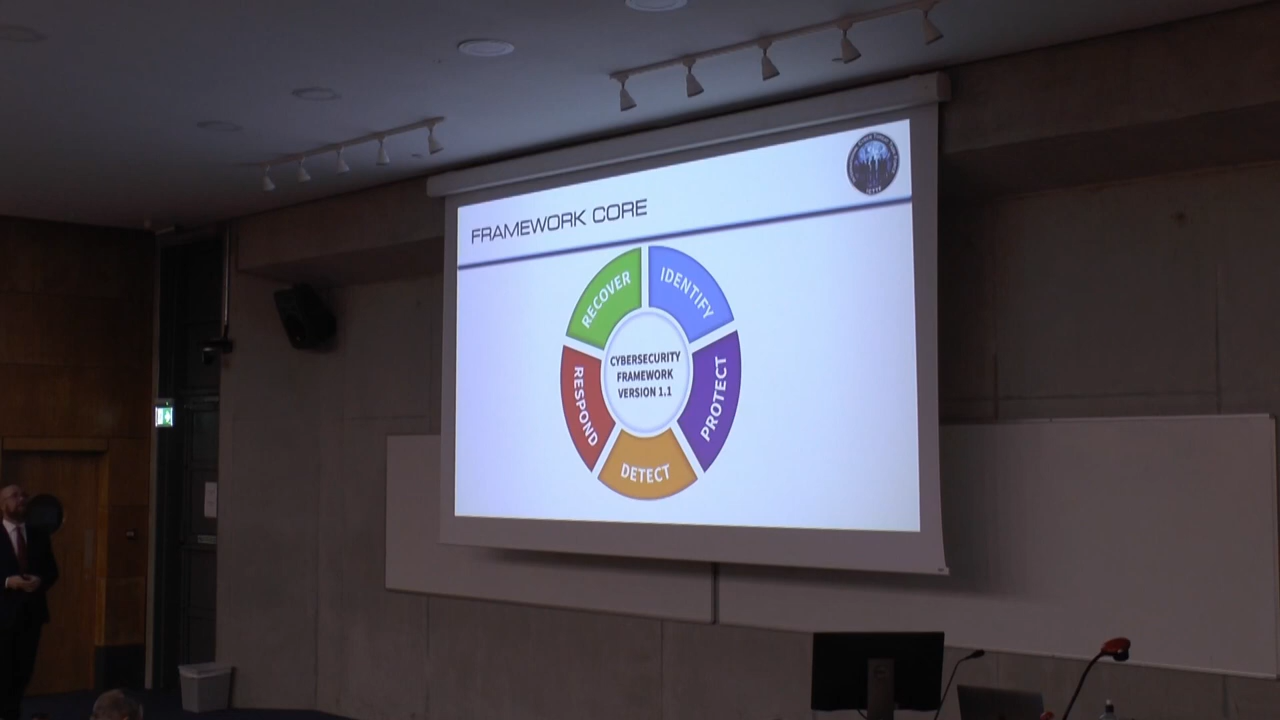 FRAMEWORK CORE
RECOVER
IDENTIFY
CYBERSECURITY
FRAMEWORK
VERSION 1.1
RESPOND
PROTECT
DETECT